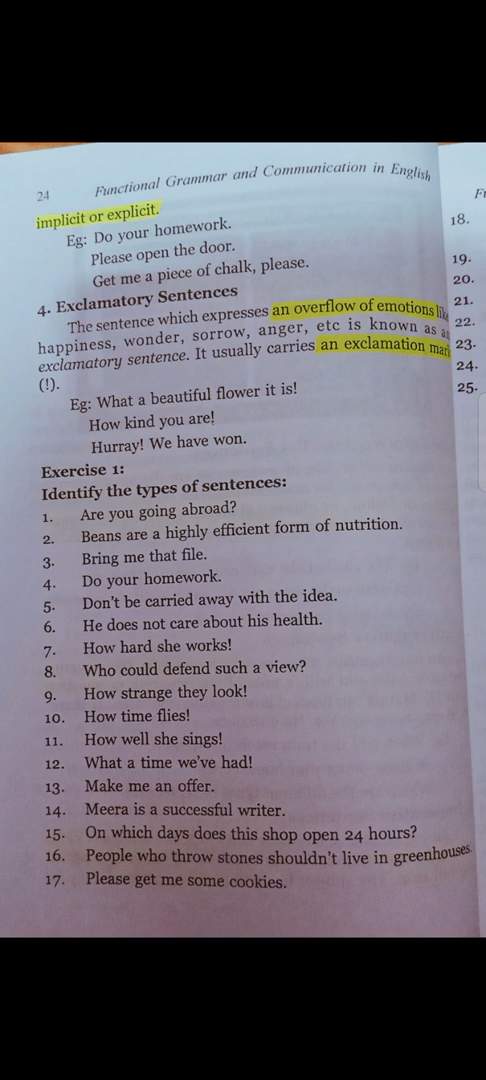 24 Functional Grammar and Communication in English
implicit or explicit.
Eg: Do your homework.
Please open the door.
Get me a piece of chalk, please.
4. Exclamatory Sentences
The sentence which expresses an overflow of emotions
happiness, wonder, sorrow, anger, etc is known as
exclamatory sentence. It usually carries an exclamation
(!).
Eg: What a beautiful flower it is!
How kind you are!
Hurray! We have won.
Exercise 1:
Identify the types of sentences:
1. Are you going abroad?
2. Beans are a highly efficient form of nutrition.
3. Bring me that file.
4. Do your homework.
5. Don't be carried away with the idea.
6. He does not care about his health.
7. How hard she works!
8. Who could defend such a view?
9. How strange they look!
10. How time flies!
11. How well she sings!
12. What a time we've had!
13. Make me an offer.
14. Meera is a successful writer.
15. On which days does this shop open 24 hours?
16. People who throw stones shouldn't live in greenhouses.
17. Please get me some cookies.
18.
19.
20.
21.
22.
23.
24.
25.